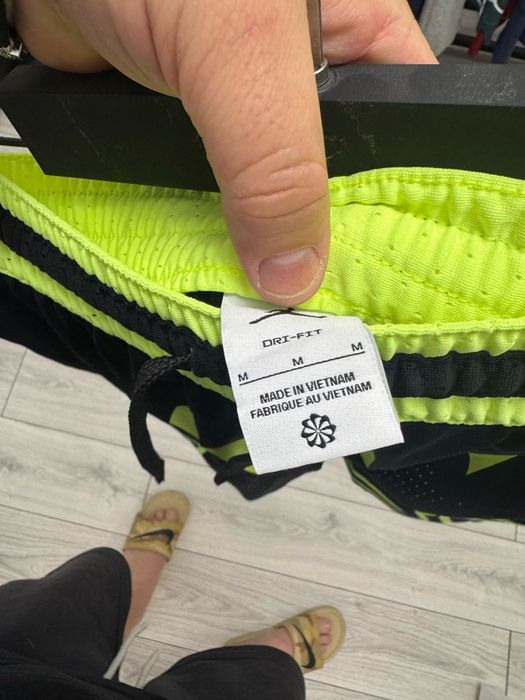 DRI-FIT
M M M
MADE IN VIETNAM
FABRIQUE AU VIETNAM